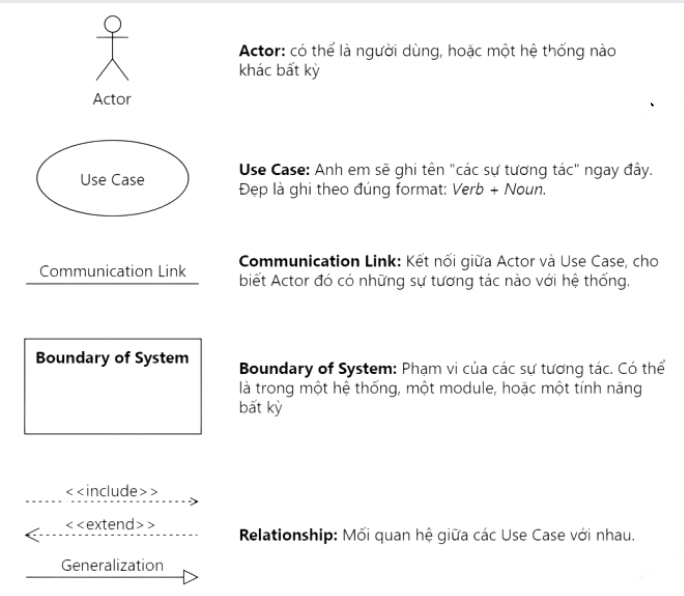 Actor
Actor: có thể là người dùng, hoặc một hệ thống nào
khác bất kỳ
Use Case
Use Case: Anh em sẽ ghi tên "các sự tương tác" ngay đây.
Đẹp là ghi theo đúng format: Verb + Noun.
Communication Link
Communication Link: Kết nối giữa Actor và Use Case, cho
biết Actor đó có những sự tương tác nào với hệ thống.
Boundary of System
Boundary of System: Phạm vi của các sự tương tác. Có thể
là trong một hệ thống, một module, hoặc một tính năng
bất kỳ
<<include>>
<<extend>>
Generalization
Relationship: Mối quan hệ giữa các Use Case với nhau.